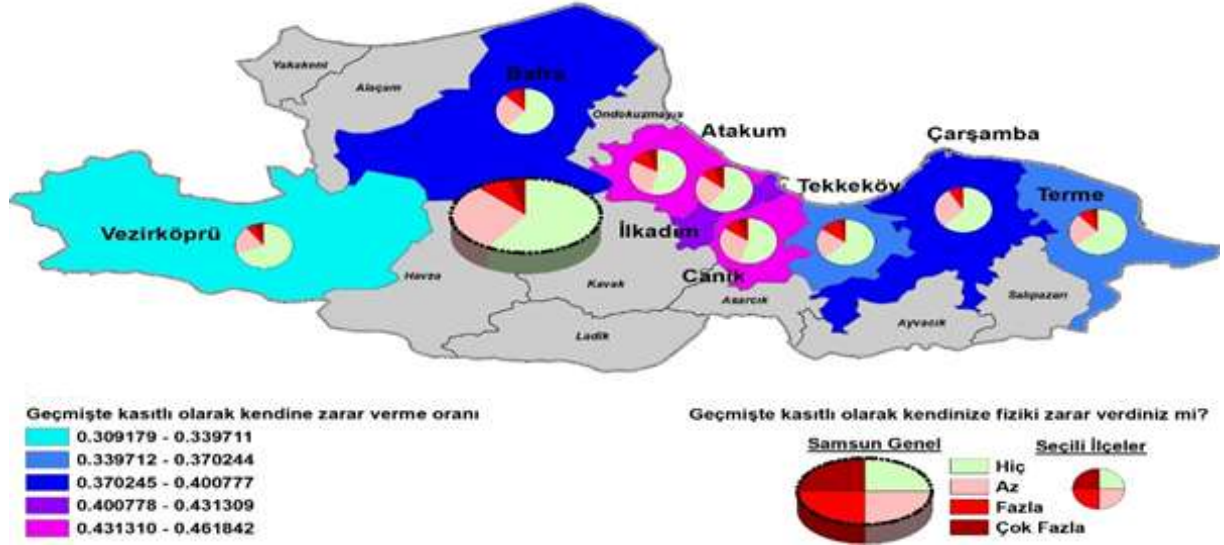 Yakakent
Alaçam
Bafra
Ondokuzmayıs
Atakum
Çarşamba
Tekkeköy
Terme
Vezirköprü
İlkadım
Canik
Havza
Kavak
Asarcık
Salıpazarı
Ayvacık
Ladik
Geçmişte kasıtlı olarak kendine zarar verme oranı
0.309179 - 0.339711
0.339712 - 0.370244
0.370245 - 0.400777
0.400778 - 0.431309
0.431310 - 0.461842
Geçmişte kasıtlı olarak kendinize fiziki zarar verdiniz mi?
Samsun Genel
Seçili İlçeler
Hiç
Az
Fazla
Çok Fazla